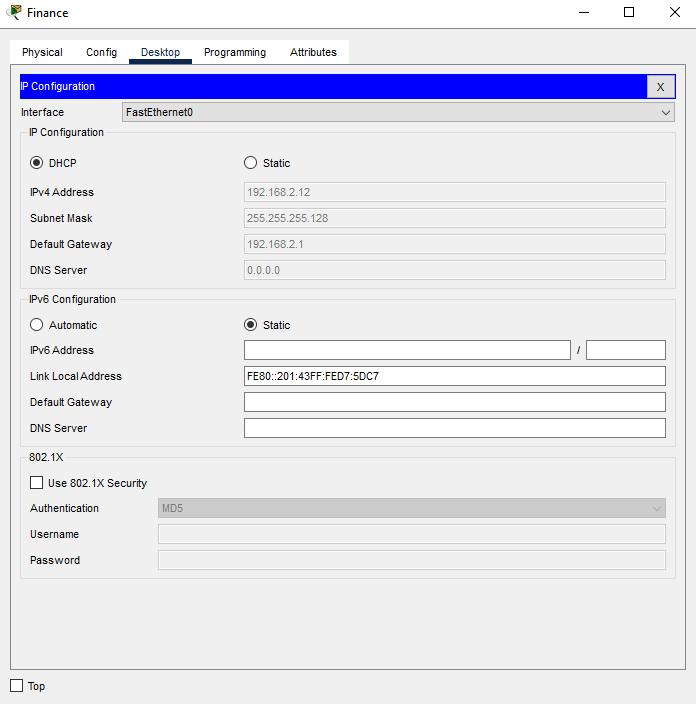 Finance
Physical Config Desktop Programming Attributes
IP Configuration X
Interface FastEthernet0
IP Configuration
DHCP Static
IPv4 Address 192.168.2.12
Subnet Mask 255.255.255.128
Default Gateway 192.168.2.1
DNS Server 0.0.0.0
IPv6 Configuration
Automatic Static
IPv6 Address /
Link Local Address FE80::201:43FF:FED7:5DC7
Default Gateway
DNS Server
802.1X
Use 802.1X Security
Authentication MD5
Username
Password
Top